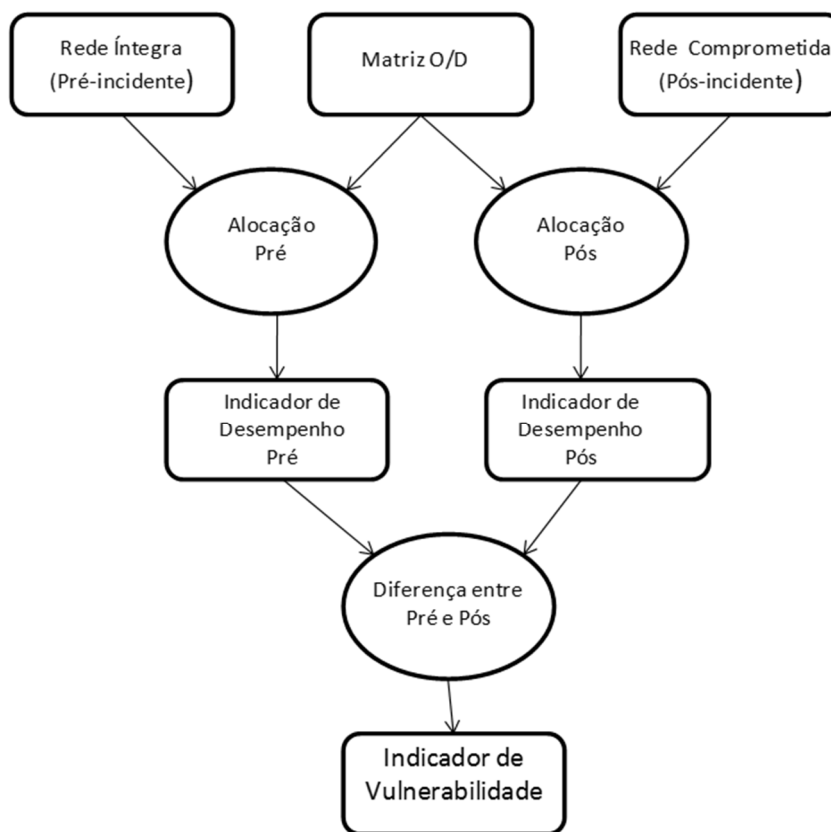 Rede Íntegra
(Pré-incidente)
Matriz O/D
Rede Comprometida
(Pós-incidente)
Alocação
Pré
Alocação
Pós
Indicador de
Desempenho
Pré
Indicador de
Desempenho
Pós
Diferença entre
Pré e Pós
Indicador de
Vulnerabilidade